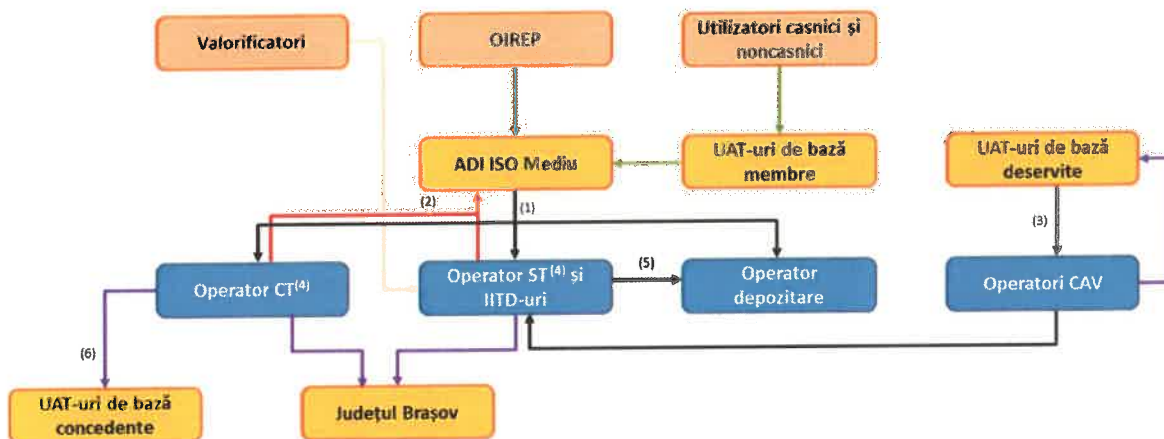 Valorificatori
OIREP
Utilizatori casnici și
noncasnici
ADI ISO Mediu
UAT-uri de bază
membre
UAT-uri de bază
deservite
(2)
(1)
(3)
Operator CT(4)
Operator ST(4) și
IITD-uri
(5)
Operator
depozitare
Operatori CAV
(6)
UAT-uri de bază
concedente
Județul Brașov